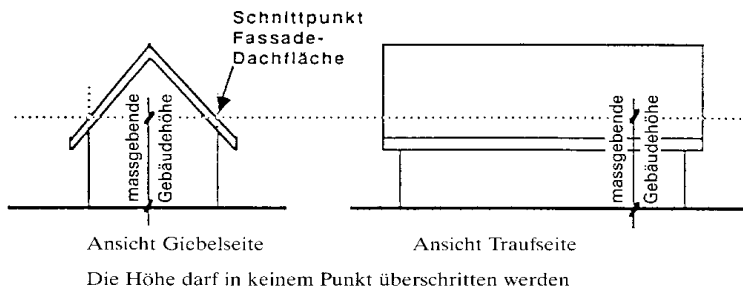 Schnittpunkt
Fassade-
Dachfläche
massgebende
Gebäudehöhe
massgebende
Gebäudehöhe
Ansicht Giebelseite
Ansicht Traufseite
Die Höhe darf in keinem Punkt überschritten werden